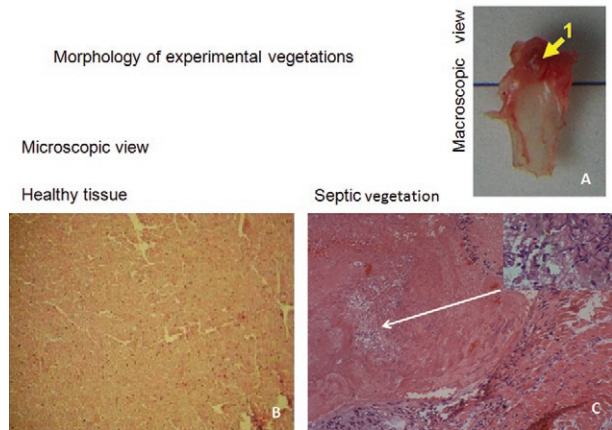 Morphology of experimental vegetations
Macroscopic view
1
A
Microscopic view
Healthy tissue
Septic vegetation
B
C